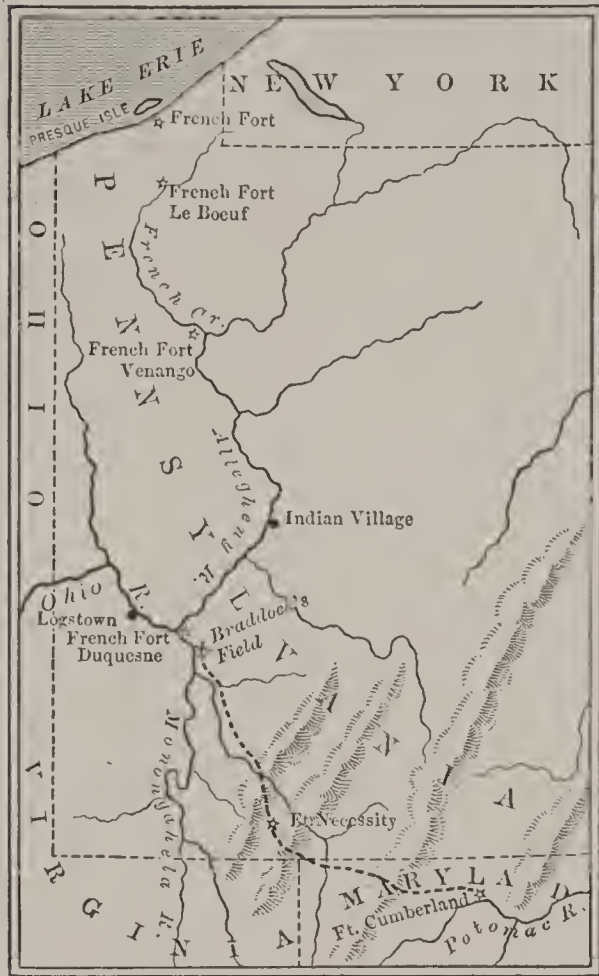 LAKE ERIE
PRESQUE ISLE
NEW YORK
French Fort
French Fort
Le Boeuf
PENNSYLVANIA
OHIO
French Cr.
French Fort
Venango
Allegheny R.
Indian Village
Ohio R.
Logstown
French Fort
Duquesne
Braddock's
Field
Monongahela R.
Ft. Necessity
VIRGINIA
MARYLAND
Ft. Cumberland
Potomac R.